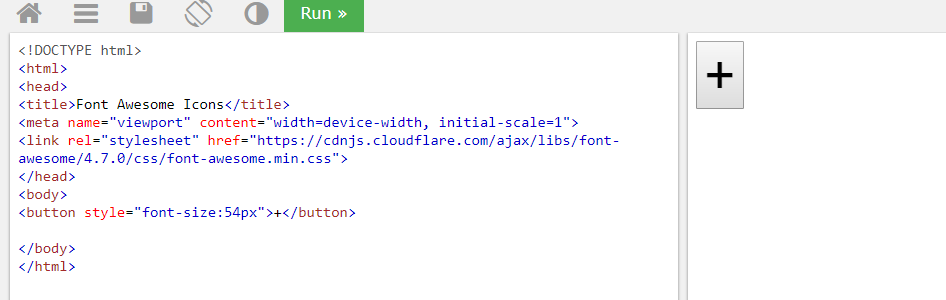 Run »
<!DOCTYPE html>
<html>
<head>
<title>Font Awesome Icons</title>
<meta name="viewport" content="width=device-width, initial-scale=1">
<link rel="stylesheet" href="https://cdnjs.cloudflare.com/ajax/libs/font-
awesome/4.7.0/css/font-awesome.min.css">
</head>
<body>
<button style="font-size:54px">+</button>
</body>
</html>
+